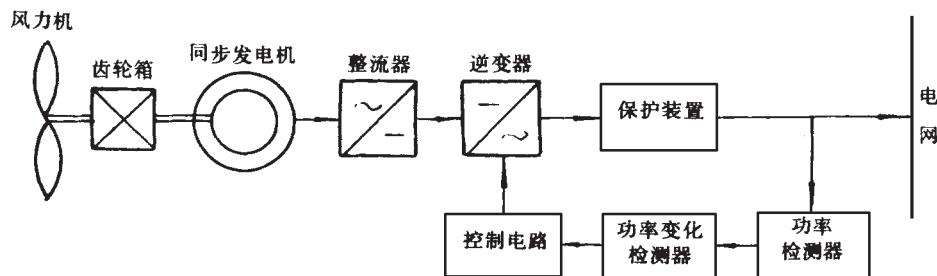 风力机
齿轮箱
同步发电机
整流器
逆变器
保护装置
电
网
控制电路
功率变化
检测器
功率
检测器